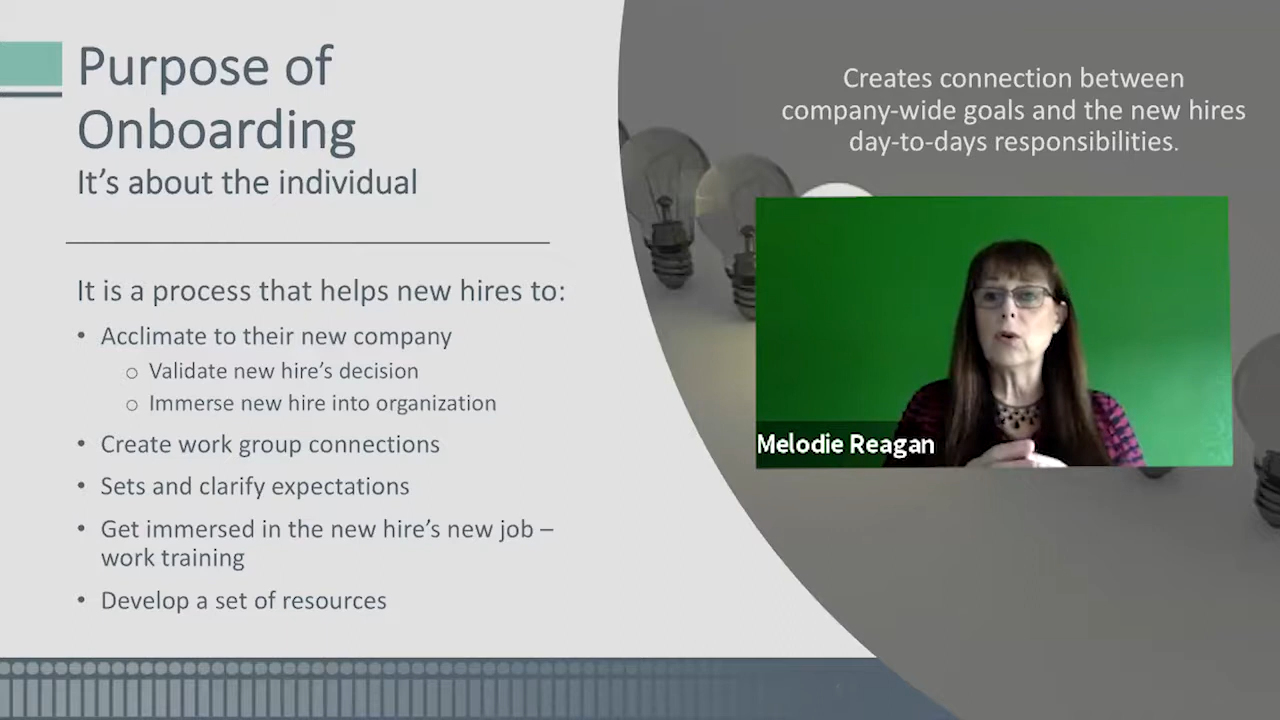 Purpose of
Onboarding
It's about the individual
It is a process that helps new hires to:
• Acclimate to their new company
○ Validate new hire's decision
○ Immerse new hire into organization
• Create work group connections
• Sets and clarify expectations
• Get immersed in the new hire's new job –
work training
• Develop a set of resources
Creates connection between
company-wide goals and the new hires
day-to-days responsibilities.
Melodie Reagan